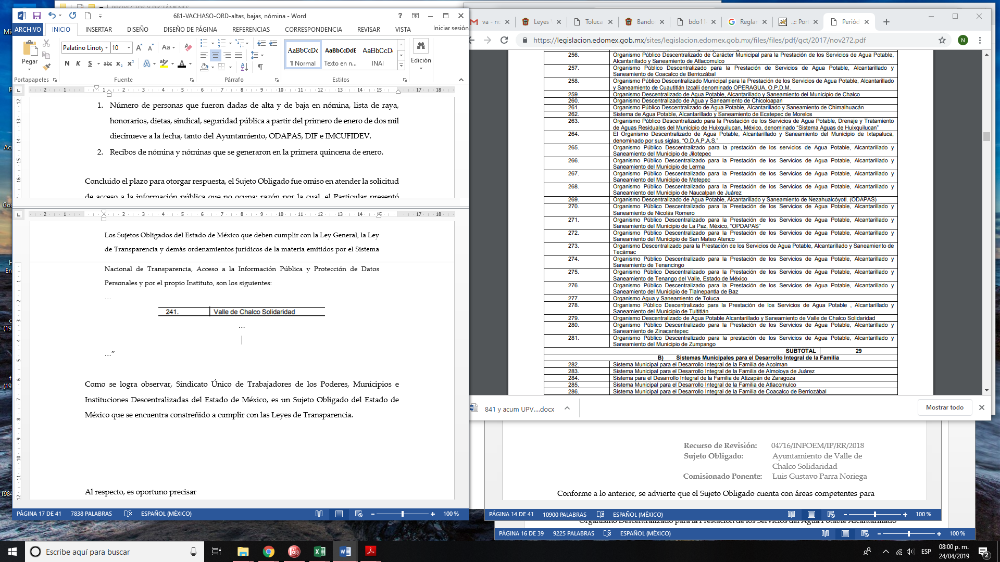 681-VACHASO-ORD-altas, bajas, nómina - Word
ARCHIVO INICIO INSERTAR DISEÑO DISEÑO DE PÁGINA REFERENCIAS CORRESPONDENCIA REVISAR VISTA Iniciar sesión
Pegar
Palatino Linoty 10
N K S abc
AaBbCcDd AaBbCcDdE AaBbCcDc
¶ Normal Texto en n... INAI
Edición
Portapapeles Fuente Párrafo Estilos
1. Número de personas que fueron dadas de alta y de baja en nómina, lista de raya,
honorarios, dietas, sindical, seguridad pública a partir del primero de enero de dos mil
diecinueve a la fecha, tanto del Ayuntamiento, ODAPAS, DIF e IMCUFIDEV.
2. Recibos de nómina y nóminas que se generaron en la primera quincena de enero.
Concluido el plazo para otorgar respuesta, el Sujeto Obligado fue omiso en atender la solicitud
de acceso a la información pública que no ocupa; razón por la cual, el Particular presentó
Los Sujetos Obligados del Estado de México que deben cumplir con la Ley General, la Ley
de Transparencia y demás ordenamientos jurídicos de la materia emitidos por el Sistema
Nacional de Transparencia, Acceso a la Información Pública y Protección de Datos
Personales y por el propio Instituto, son los siguientes:
...
241. Valle de Chalco Solidaridad
...
..."
Como se logra observar, Sindicato Único de Trabajadores de los Poderes, Municipios e
Instituciones Descentralizadas del Estado de México, es un Sujeto Obligado del Estado de
México que se encuentra constreñido a cumplir con las Leyes de Transparencia.
Al respecto, es oportuno precisar
PÁGINA 17 DE 41 7838 PALABRAS ESPAÑOL (MÉXICO) 100 %
va - no Leyes Toluca Bando bdo11 Reglar ..:: Port Periód
https://legislacion.edomex.gob.mx/sites/legislacion.edomex.gob.mx/files/files/pdf/gct/2017/nov272.pdf
256. Organismo Público Descentralizado de Carácter Municipal para la Prestación de los Servicios de Agua Potable,
Alcantarillado y Saneamiento de Atlacomulco
257. Organismo Público Descentralizado para la Prestación de Servicios de Agua Potable, Alcantarillado y
Saneamiento de Coacalco de Berriozábal
258. Organismo Público Descentralizado Municipal para la Prestación de los Servicios de Agua Potable, Alcantarillado
y Saneamiento de Cuautitlán Izcalli denominado OPERAGUA, O.P.D.M.
259. Organismo Descentralizado de Agua Potable, Alcantarillado y Saneamiento del Municipio de Chalco
260. Organismo Descentralizado de Agua y Saneamiento de Chicoloapan
261. Organismo Público Descentralizado de Agua Potable, Alcantarillado y Saneamiento de Chimalhuacán
262. Sistema de Agua Potable, Alcantarillado y Saneamiento de Ecatepec de Morelos
263. Organismo Público Descentralizado para la Prestación de los Servicios de Agua Potable, Drenaje y Tratamiento
de Aguas Residuales del Municipio de Huixquilucan, México, denominado "Sistema Aguas de Huixquilucan"
264. El Organismo Descentralizado de Agua Potable, Alcantarillado y Saneamiento del Municipio de Ixtapaluca,
denominado por sus siglas, "O.D.A.P.A.S."
265. Organismo Público Descentralizado para la prestación de los servicios de Agua Potable, Alcantarillado y
Saneamiento del Municipio de Jilotepec
266. Organismo Público Descentralizado para la Prestación de los Servicios de Agua Potable, Alcantarillado y
Saneamiento del Municipio de Lerma
267. Organismo Público Descentralizado para la Prestación de los Servicios de Agua Potable, Alcantarillado y
Saneamiento del Municipio de Metepec
268. Organismo Público Descentralizado para la Prestación de los Servicios de Agua Potable, Alcantarillado y
Saneamiento del Municipio de Naucalpan de Juárez
269. Organismo Descentralizado de Agua Potable, Alcantarillado y Saneamiento de Nezahualcóyotl. (ODAPAS)
270. Organismo Público Descentralizado para la Prestación de los Servicios de Agua Potable, Alcantarillado y
Saneamiento de Nicolás Romero
271. Organismo Público Descentralizado para la Prestación de los Servicios de Agua Potable, Alcantarillado y
Saneamiento del Municipio de La Paz, México, "OPDAPAS"
272. Organismo Público Descentralizado para la Prestación de los Servicios de Agua Potable, Alcantarillado y
Saneamiento del Municipio de San Mateo Atenco
273. Organismo Descentralizado para la Prestación de los Servicios de Agua Potable, Alcantarillado y Saneamiento de
Tecámac
274. Organismo Público Descentralizado para la Prestación de los Servicios de Agua Potable, Alcantarillado y
Saneamiento de Tenancingo
275. Organismo Público Descentralizado para la Prestación de los Servicios de Agua Potable, Alcantarillado y
Saneamiento de Tenango del Valle, Estado de México
276. Organismo Público Descentralizado para la Prestación de los Servicios de Agua Potable, Alcantarillado y
Saneamiento del Municipio de Tlalnepantla de Baz
277. Organismo Agua y Saneamiento de Toluca
278. Organismo Público Descentralizado para la Prestación de los Servicios de Agua Potable , Alcantarillado y
Saneamiento del Municipio de Tultitlán
279. Organismo Descentralizado de Agua Potable Alcantarillado y Saneamiento de Valle de Chalco Solidaridad
280. Organismo Público Descentralizado para la Prestación de los Servicios de Agua Potable, Alcantarillado y
Saneamiento de Zinacantepec
281. Organismo Público Descentralizado para la prestación de los Servicios de Agua Potable, Alcantarillado y
Saneamiento del Municipio de Zumpango
SUBTOTAL 29
B) Sistemas Municipales para el Desarrollo Integral de la Familia
282. Sistema Municipal para el Desarrollo Integral de la Familia de Acolman
283. Sistema Municipal para el Desarrollo Integral de la Familia de Almoloya de Juárez
284. Sistema para el Desarrollo Integral de la Familia de Atizapán de Zaragoza
285. Sistema Municipal para el Desarrollo Integral de la Familia de Atlacomulco
286. Sistema Municipal para el Desarrollo Integral de la Familia de Coacalco de Berriozábal
841 y acum UPV....docx Mostrar todo
Recurso de Revisión: 04716/INFOEM/IP/RR/2018
Sujeto Obligado: Ayuntamiento de Valle de
Chalco Solidaridad
Comisionado Ponente: Luis Gustavo Parra Noriega
Conforme a lo anterior, se advierte que el Sujeto Obligado cuenta con áreas competentes para
PÁGINA 14 DE 41 10900 PALABRAS ESPAÑOL (MÉXICO) 100 %
Organismo Descentralizado para la Prestación de los Servicios del Agua Potable Alcantarillado
PÁGINA 16 DE 39 9225 PALABRAS ESPAÑOL (MÉXICO) 100 %
Escribe aquí para buscar
ESP
08:00 p. m.
24/04/2019
2